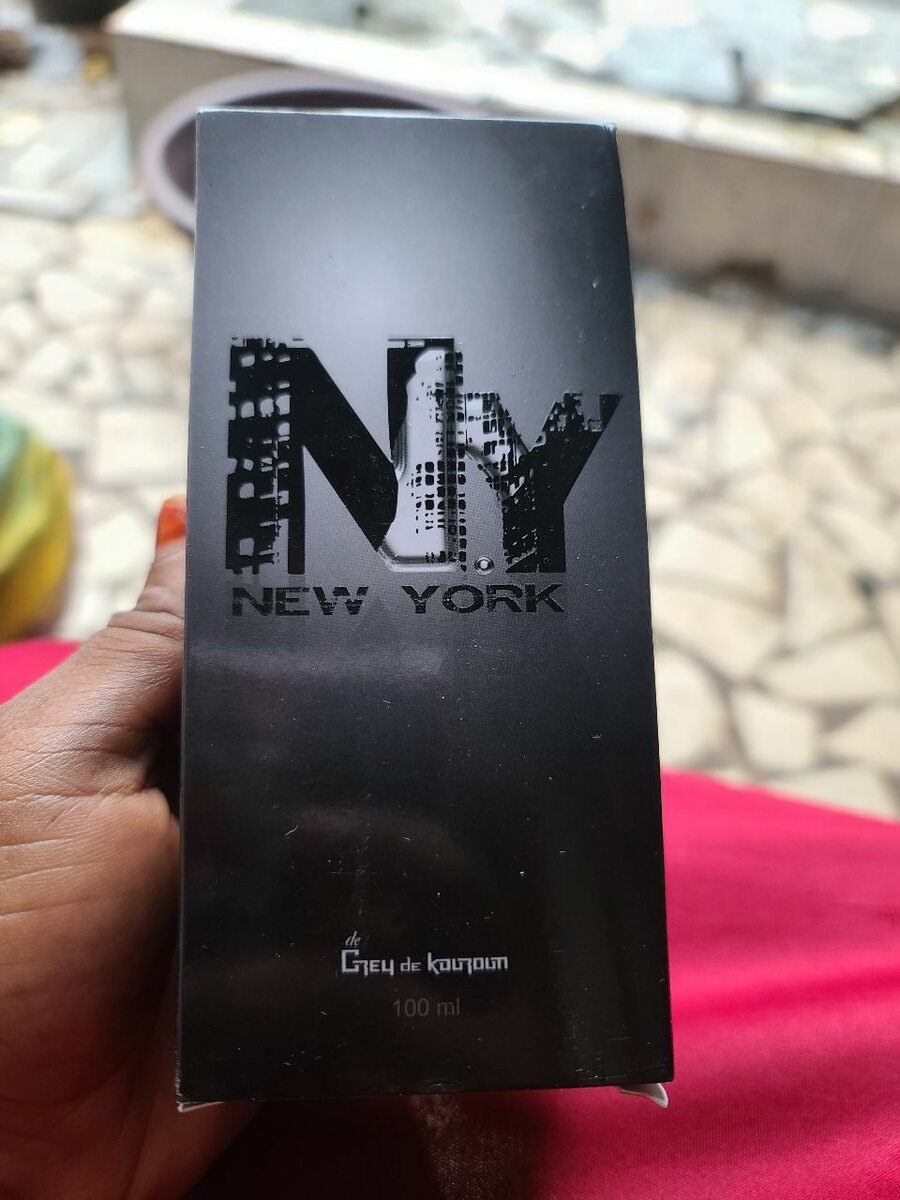 N.Y
NEW YORK
de
Grey de Kouroun
100 ml